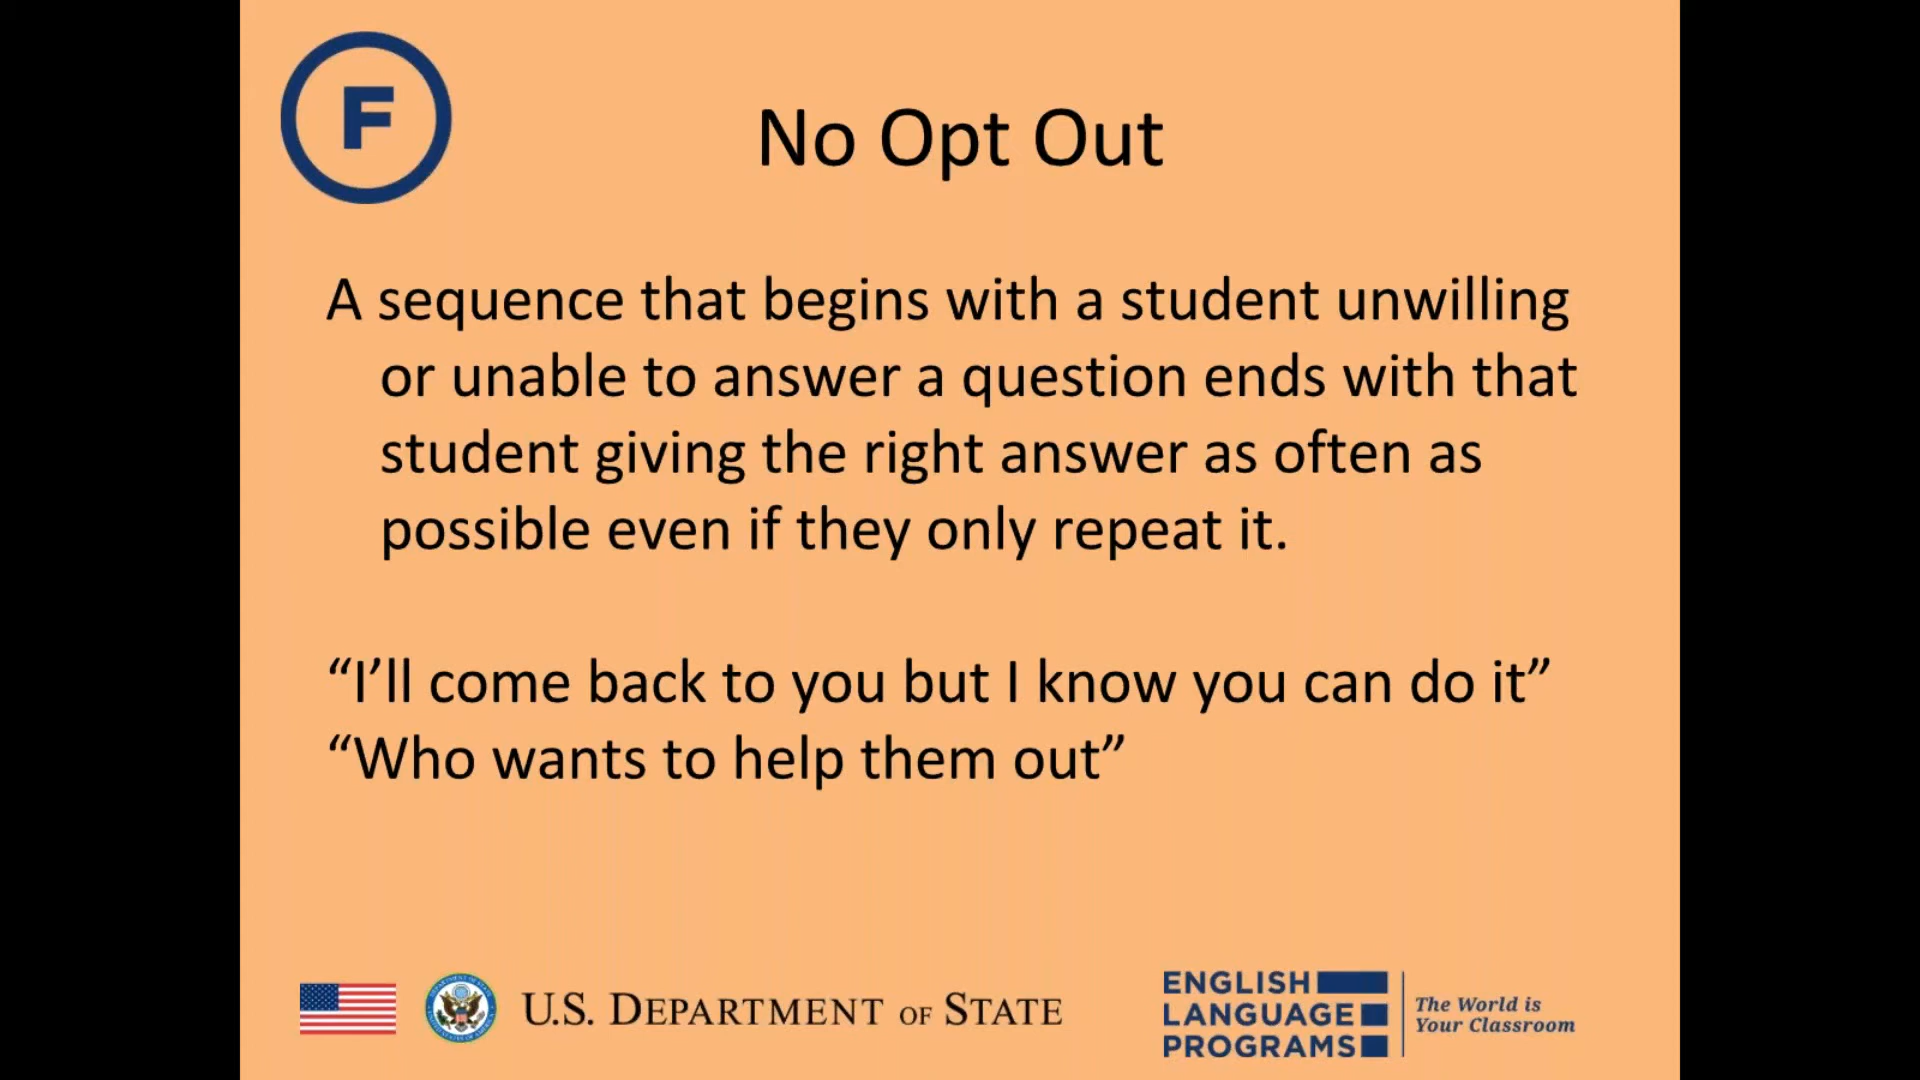 F
No Opt Out
A sequence that begins with a student unwilling
or unable to answer a question ends with that
student giving the right answer as often as
possible even if they only repeat it.
“I’ll come back to you but I know you can do it”
“Who wants to help them out”
U.S. DEPARTMENT OF STATE
ENGLISH
LANGUAGE
PROGRAMS
The World is
Your Classroom